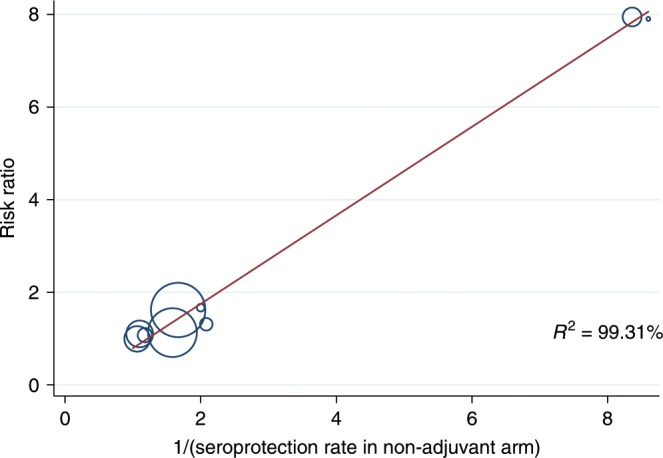 8
6
4
2
0
Risk ratio
R² = 99.31%
0 2 4 6 8
1/(seroprotection rate in non-adjuvant arm)